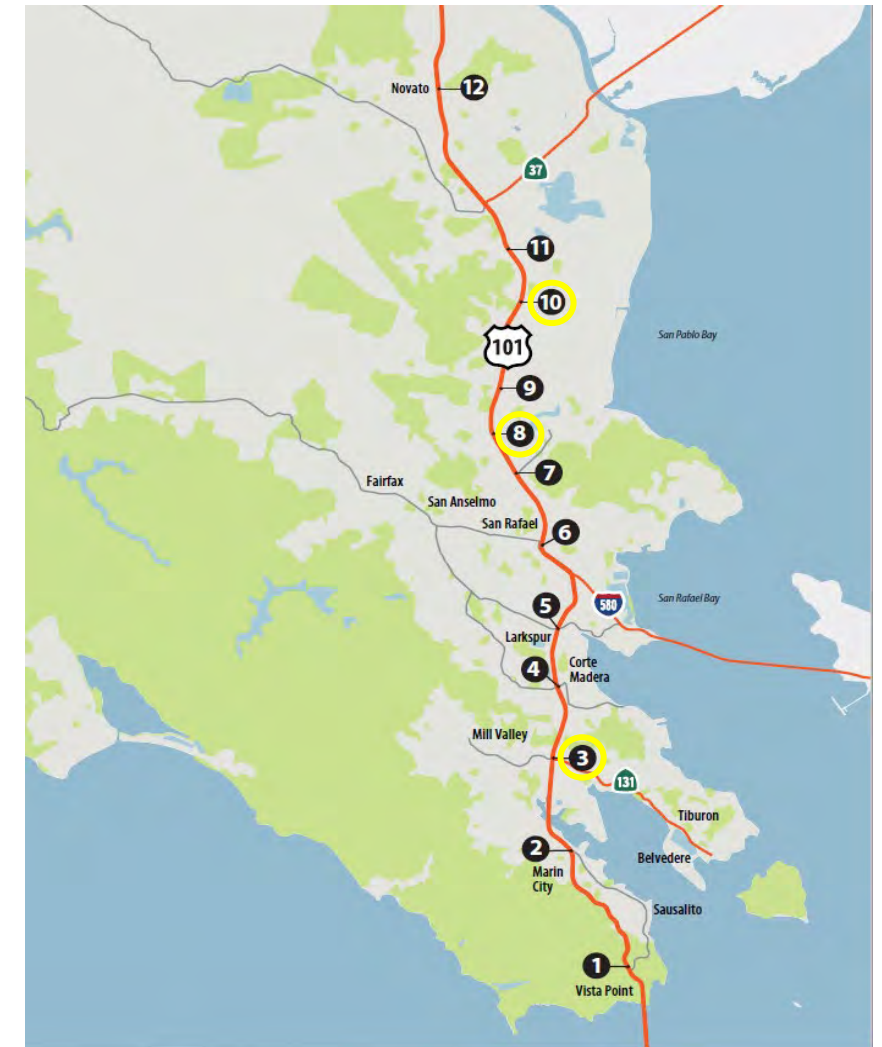 Novato
12
37
11
10
San Pablo Bay
101
9
8
7
Fairfax
San Anselmo
San Rafael
6
5
580
San Rafael Bay
Larkspur
4
Corte
Madera
Mill Valley
3
131
Tiburon
2
Belvedere
Marin
City
Sausalito
1
Vista Point